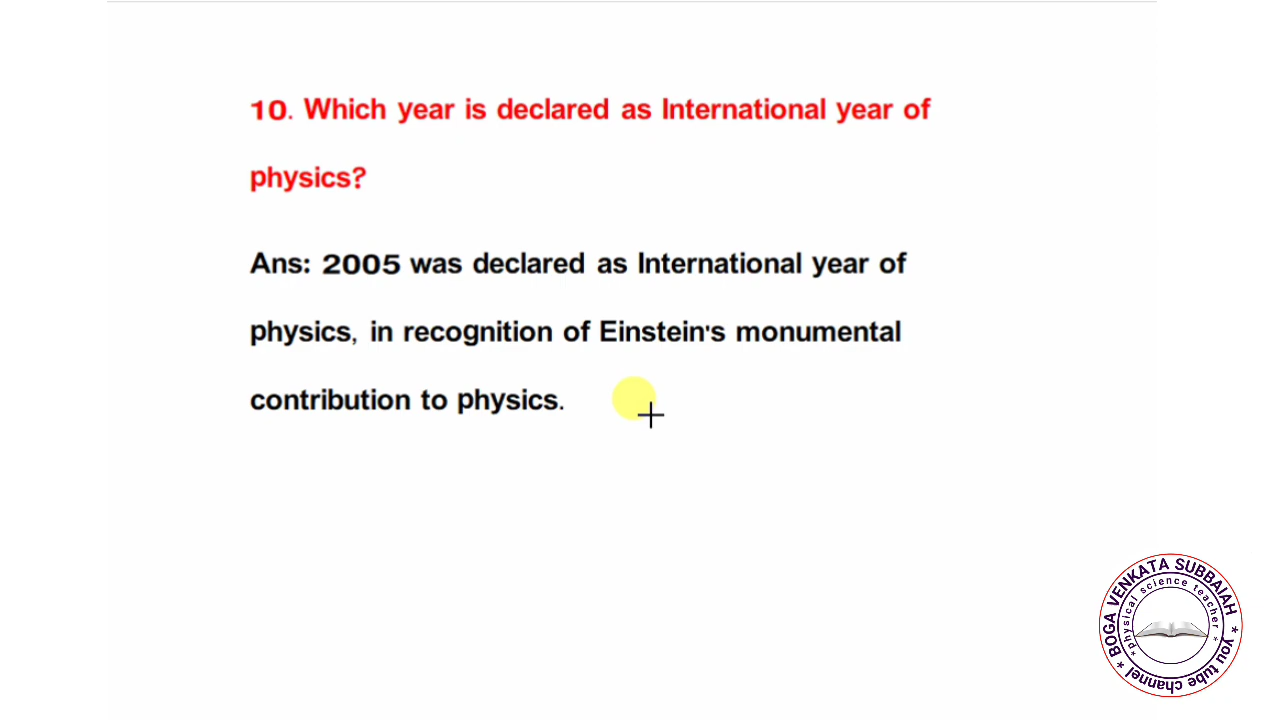 10. Which year is declared as International year of
physics?
Ans: 2005 was declared as International year of
physics, in recognition of Einstein's monumental
contribution to physics.
BOGA VENKATA SUBBAIAH * you tube channel *
physical science teacher *